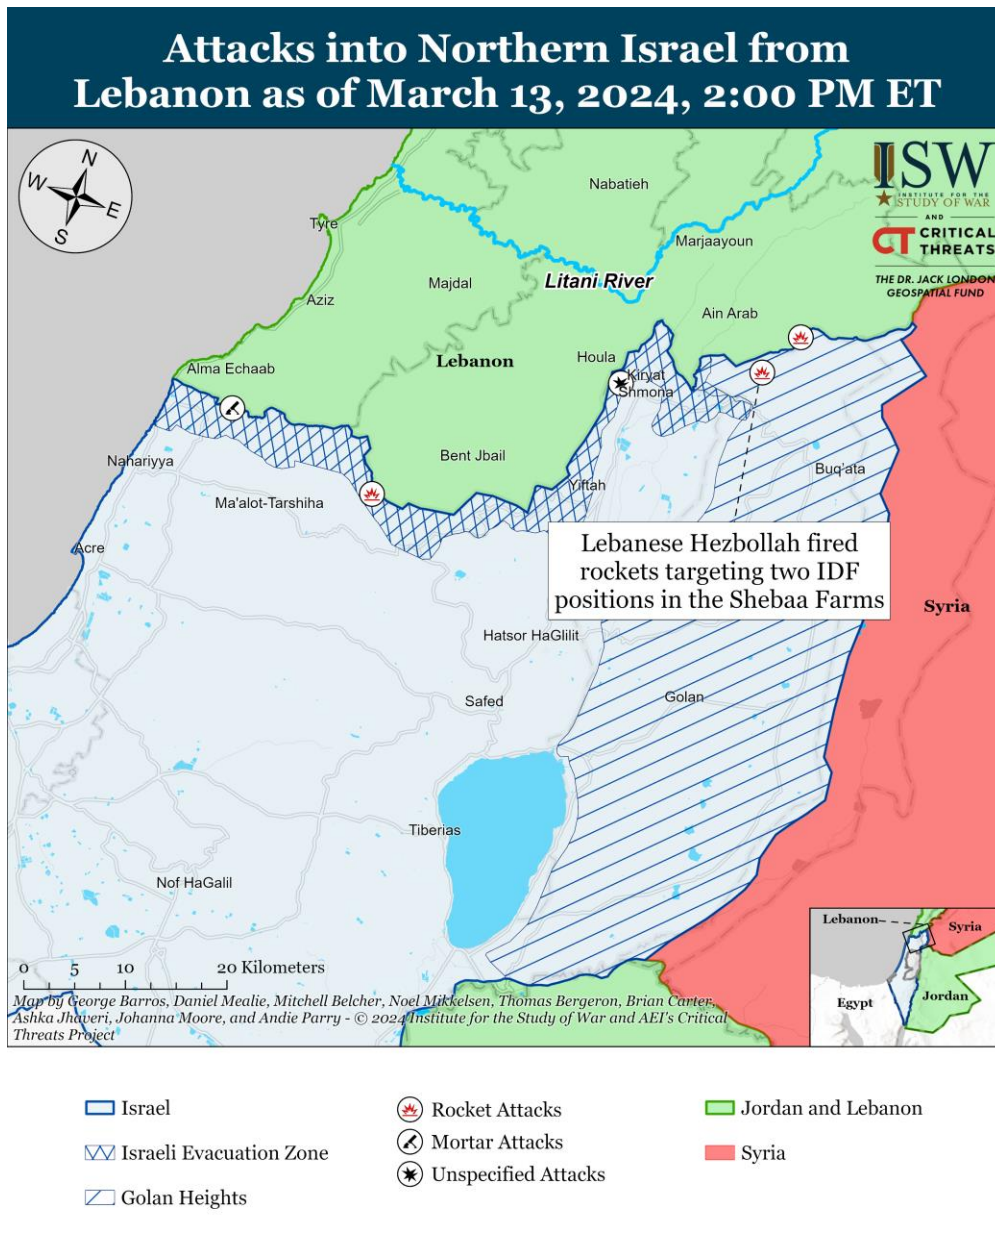 Attacks into Northern Israel from
Lebanon as of March 13, 2024, 2:00 PM ET
N
W
E
S
ISW
INSTITUTE FOR THE
STUDY OF WAR
AND
CT CRITICAL
THREATS
THE DR. JACK LONDON
GEOSPATIAL FUND
Nabatieh
Tyre
Marjaayoun
Majdal
Litani River
Aziz
Ain Arab
Lebanon
Houla
Alma Echaab
Kiryat
Shmona
Nahariyya
Bent Jbail
Buq'ata
Yiftah
Ma'alot-Tarshiha
Acre
Lebanese Hezbollah fired
rockets targeting two IDF
positions in the Shebaa Farms
Syria
Hatsor HaGlilit
Safed
Golan
Tiberias
Nof HaGalil
Lebanon
Syria
Egypt
Jordan
0 5 10 20 Kilometers
Map by George Barros, Daniel Mealie, Mitchell Belcher, Noel Mikkelsen, Thomas Bergeron, Brian Carter,
Ashka Jhaveri, Johanna Moore, and Andie Parry - © 2024 Institute for the Study of War and AEI's Critical
Threats Project
Israel
Israeli Evacuation Zone
Golan Heights
Rocket Attacks
Mortar Attacks
Unspecified Attacks
Jordan and Lebanon
Syria